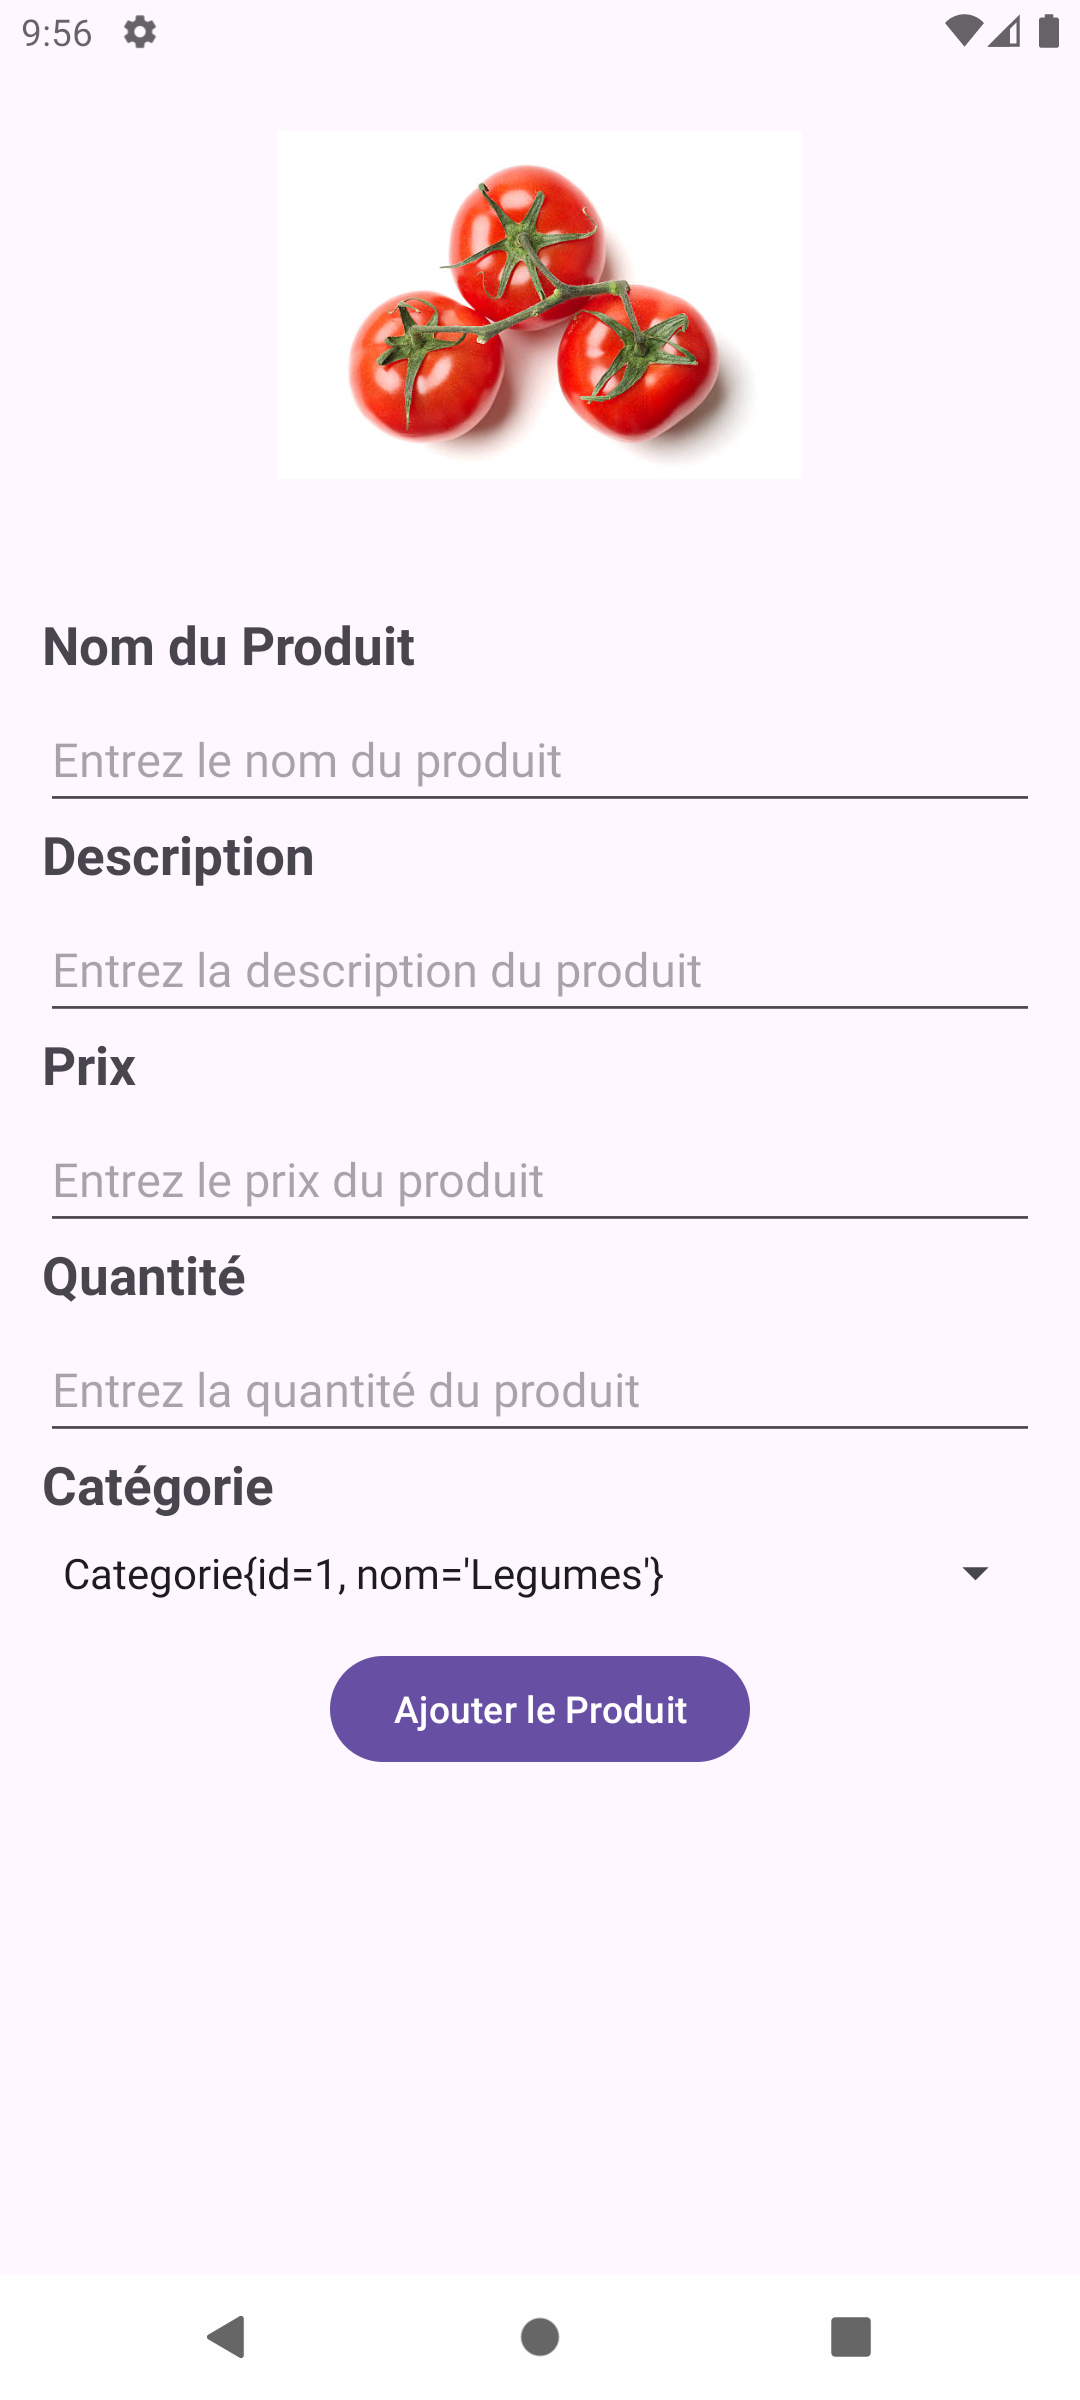 9:56
Nom du Produit
Entrez le nom du produit
Description
Entrez la description du produit
Prix
Entrez le prix du produit
Quantité
Entrez la quantité du produit
Catégorie
Categorie{id=1, nom='Legumes'}
Ajouter le Produit